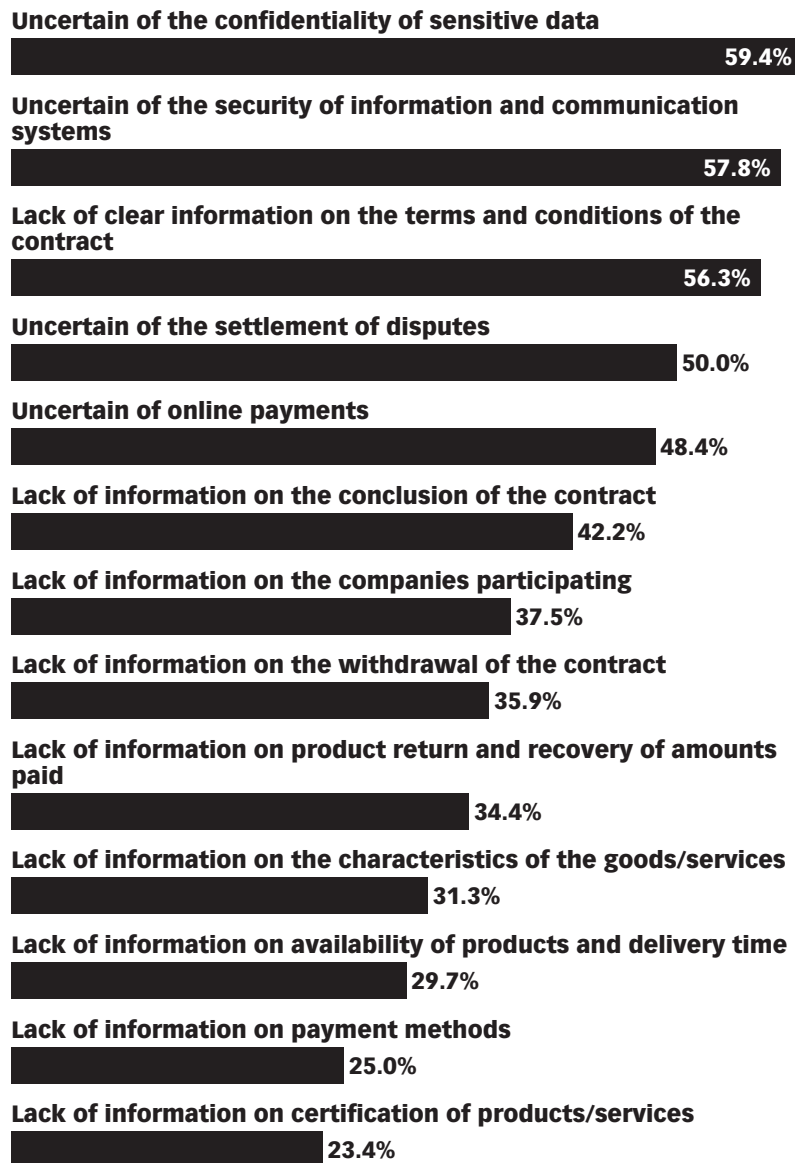 Uncertain of the confidentiality of sensitive data
59.4%
Uncertain of the security of information and communication
systems
57.8%
Lack of clear information on the terms and conditions of the
contract
56.3%
Uncertain of the settlement of disputes
50.0%
Uncertain of online payments
48.4%
Lack of information on the conclusion of the contract
42.2%
Lack of information on the companies participating
37.5%
Lack of information on the withdrawal of the contract
35.9%
Lack of information on product return and recovery of amounts
paid
34.4%
Lack of information on the characteristics of the goods/services
31.3%
Lack of information on availability of products and delivery time
29.7%
Lack of information on payment methods
25.0%
Lack of information on certification of products/services
23.4%